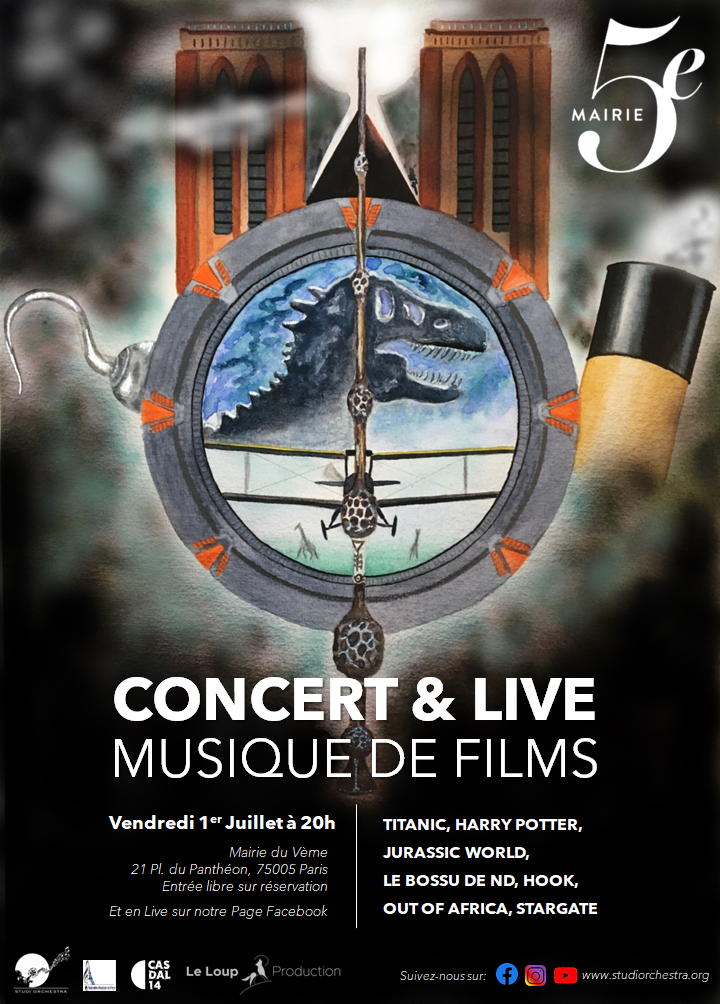 5e
MAIRIE
CONCERT & LIVE
MUSIQUE DE FILMS
Vendredi 1er Juillet à 20h
Mairie du Vème
21 Pl. du Panthéon, 75005 Paris
Entrée libre sur réservation
Et en Live sur notre Page Facebook
TITANIC, HARRY POTTER,
JURASSIC WORLD,
LE BOSSU DE ND, HOOK,
OUT OF AFRICA, STARGATE
STUDI'ORCHESTRA
CAS
DAL
14
Le Loup Production
Suivez-nous sur:
www.studiorchestra.org